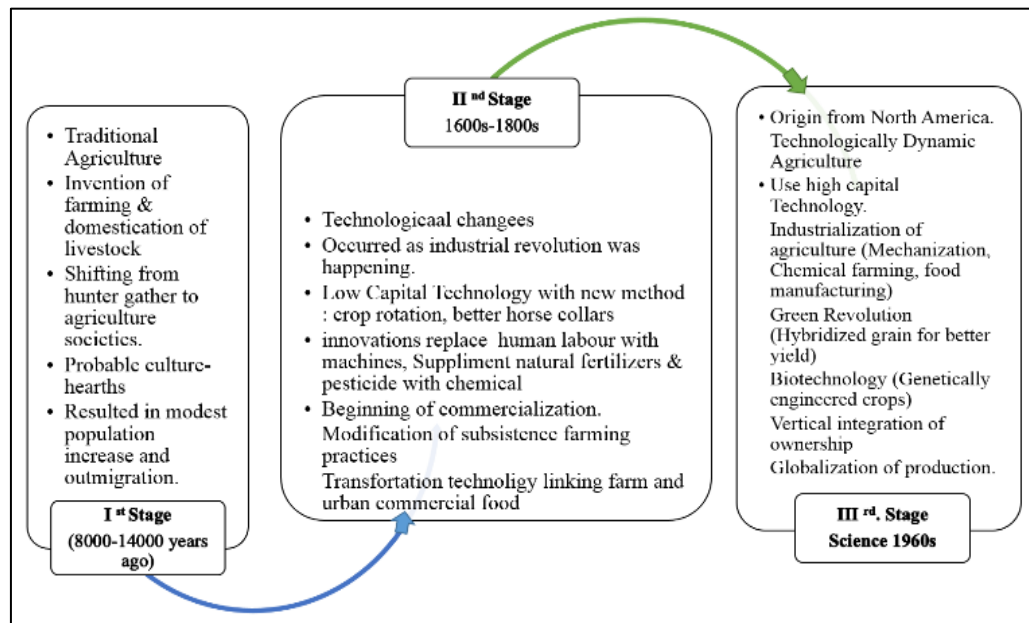 • Traditional
Agriculture
• Invention of
farming &
domestication of
livestock
• Shifting from
hunter gather to
agriculture
societics.
• Probable culture-
hearths
• Resulted in modest
population
increase and
outmigration.
I st Stage
(8000-14000 years
ago)
II nd Stage
1600s-1800s
• Technologicaal changees
• Occurred as industrial revolution was
happening.
• Low Capital Technology with new method
: crop rotation, better horse collars
• innovations replace human labour with
machines, Suppliment natural fertilizers &
pesticide with chemical
• Beginning of commercialization.
Modification of subsistence farming
practices
Transfortation technoligy linking farm and
urban commercial food
• Origin from North America.
Technologically Dynamic
Agriculture
• Use high capital
Technology.
Industrialization of
agriculture (Mechanization,
Chemical farming, food
manufacturing)
Green Revolution
(Hybridized grain for better
yield)
Biotechnology (Genetically
engineered crops)
Vertical integration of
ownership
Globalization of production.
III rd. Stage
Science 1960s